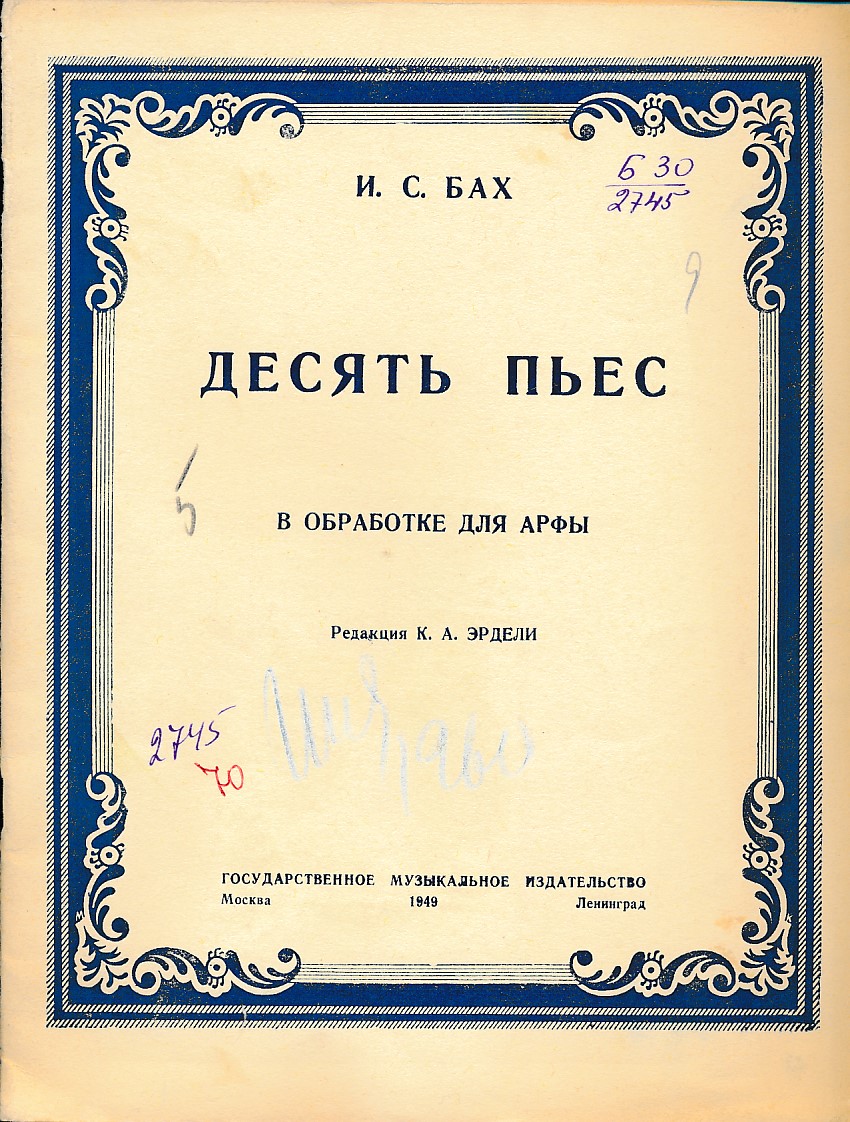 И. С. БАХ
Б 30
2745
9
ДЕСЯТЬ ПЬЕС
5
В ОБРАБОТКЕ ДЛЯ АРФЫ
Редакция К. А. ЭРДЕЛИ
2745
70
1960
ГОСУДАРСТВЕННОЕ МУЗЫКАЛЬНОЕ ИЗДАТЕЛЬСТВО
Москва 1949 Ленинград
М К